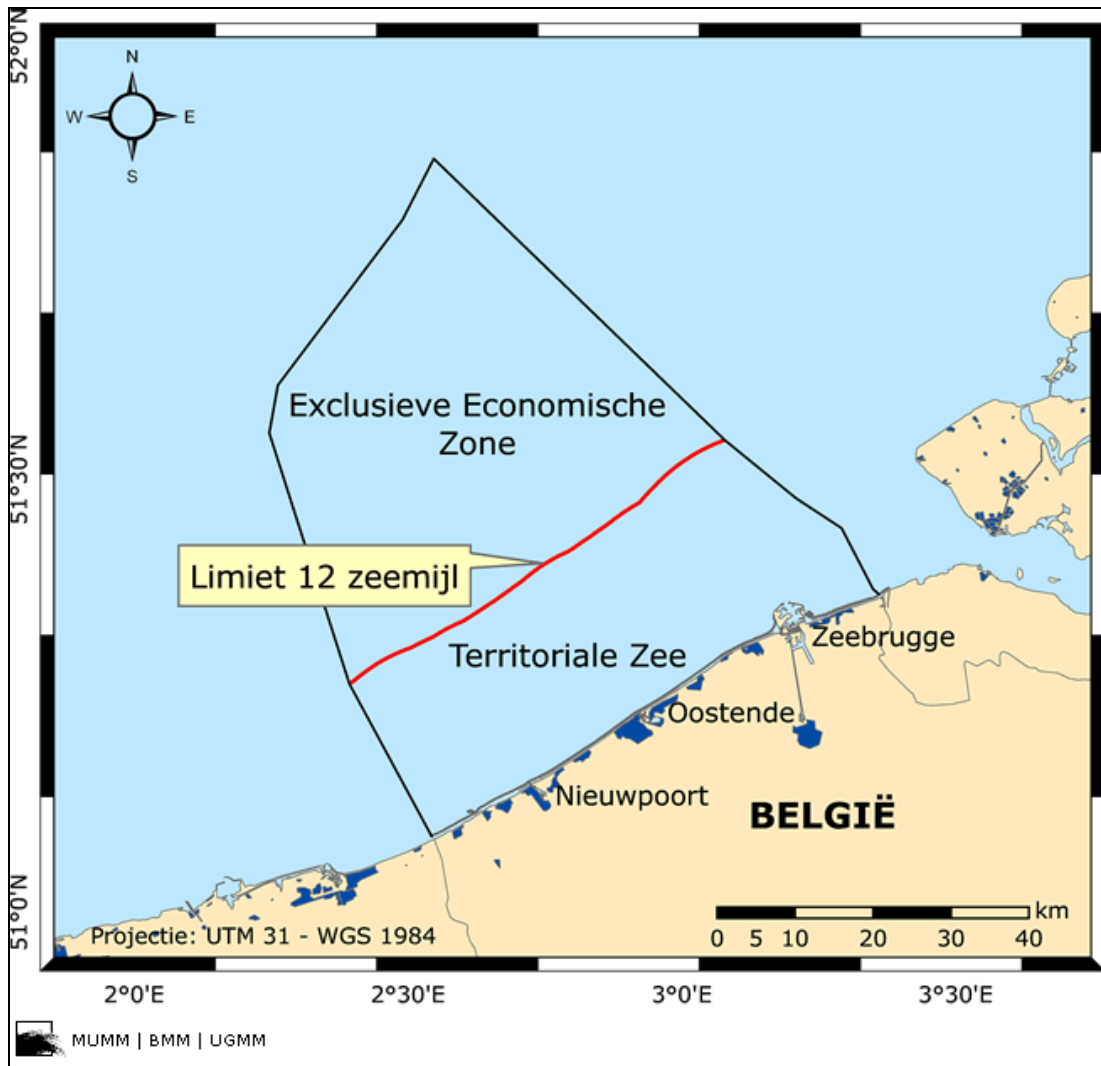 52°0'N
N
W E
S
Exclusieve Economische
Zone
51°30'N
Limiet 12 zeemijl
Territoriale Zee
Zeebrugge
Oostende
Nieuwpoort
BELGIË
51°0'N
Projectie: UTM 31 - WGS 1984
km
0 5 10 20 30 40
2°0'E 2°30'E 3°0'E 3°30'E
MUMM | BMM | UGMM